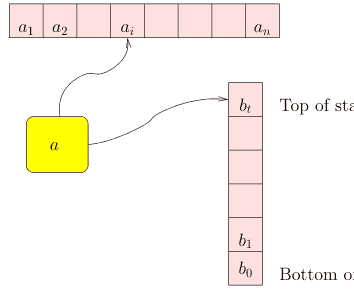 a₁ a₂ aᵢ aₙ
bₜ Top of sta
a
b₁
b₀ Bottom o